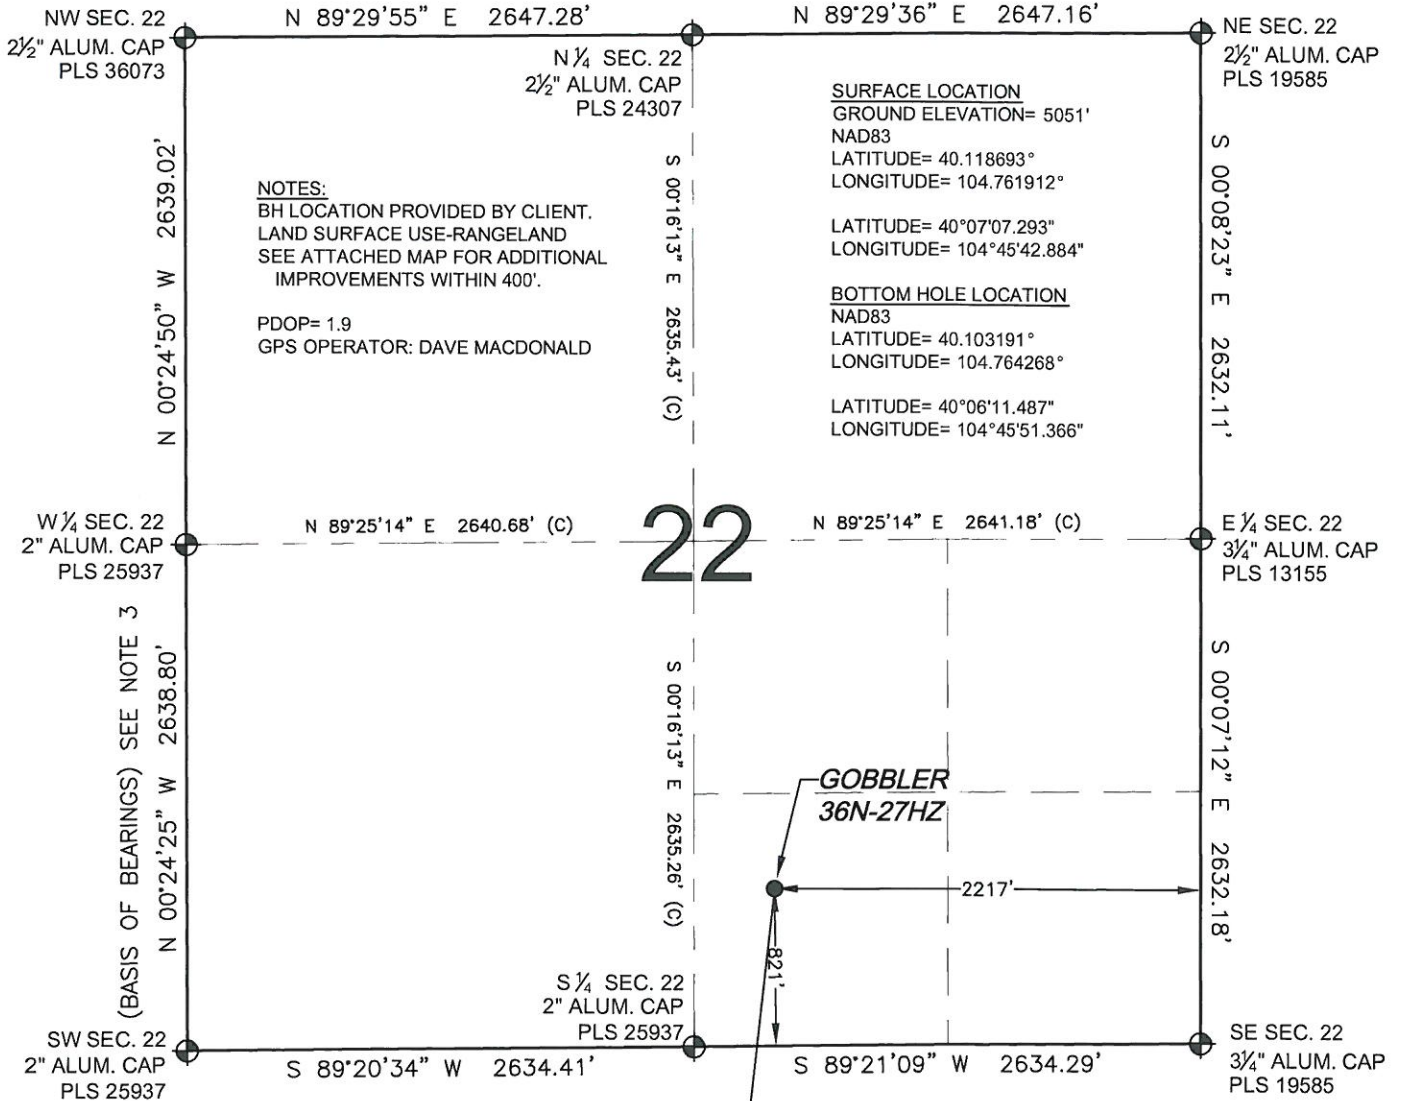 N 89°29'55" E 2647.28'
N 89°29'36" E 2647.16'
NW SEC. 22
2½" ALUM. CAP
PLS 36073
N ¼ SEC. 22
2½" ALUM. CAP
PLS 24307
NE SEC. 22
2½" ALUM. CAP
PLS 19585
SURFACE LOCATION
GROUND ELEVATION= 5051'
NAD83
LATITUDE= 40.118693°
LONGITUDE= 104.761912°
LATITUDE= 40°07'07.293"
LONGITUDE= 104°45'42.884"
BOTTOM HOLE LOCATION
NAD83
LATITUDE= 40.103191°
LONGITUDE= 104.764268°
LATITUDE= 40°06'11.487"
LONGITUDE= 104°45'51.366"
NOTES:
BH LOCATION PROVIDED BY CLIENT.
LAND SURFACE USE-RANGELAND
SEE ATTACHED MAP FOR ADDITIONAL
IMPROVEMENTS WITHIN 400'.
PDOP= 1.9
GPS OPERATOR: DAVE MACDONALD
N 00°24'50" W 2639.02'
S 00°16'13" E 2635.43' (C)
S 00°08'23" E 2632.11'
W ¼ SEC. 22
2" ALUM. CAP
PLS 25937
N 89°25'14" E 2640.68' (C)
22
N 89°25'14" E 2641.18' (C)
E ¼ SEC. 22
3¼" ALUM. CAP
PLS 13155
(BASIS OF BEARINGS) SEE NOTE 3
N 00°24'25" W 2638.80'
S 00°16'13" E 2635.26' (C)
S 00°07'12" E 2632.18'
GOBBLER
36N-27HZ
2217'
821'
S ¼ SEC. 22
2" ALUM. CAP
PLS 25937
SW SEC. 22
2" ALUM. CAP
PLS 25937
S 89°20'34" W 2634.41'
S 89°21'09" W 2634.29'
SE SEC. 22
3¼" ALUM. CAP
PLS 19585